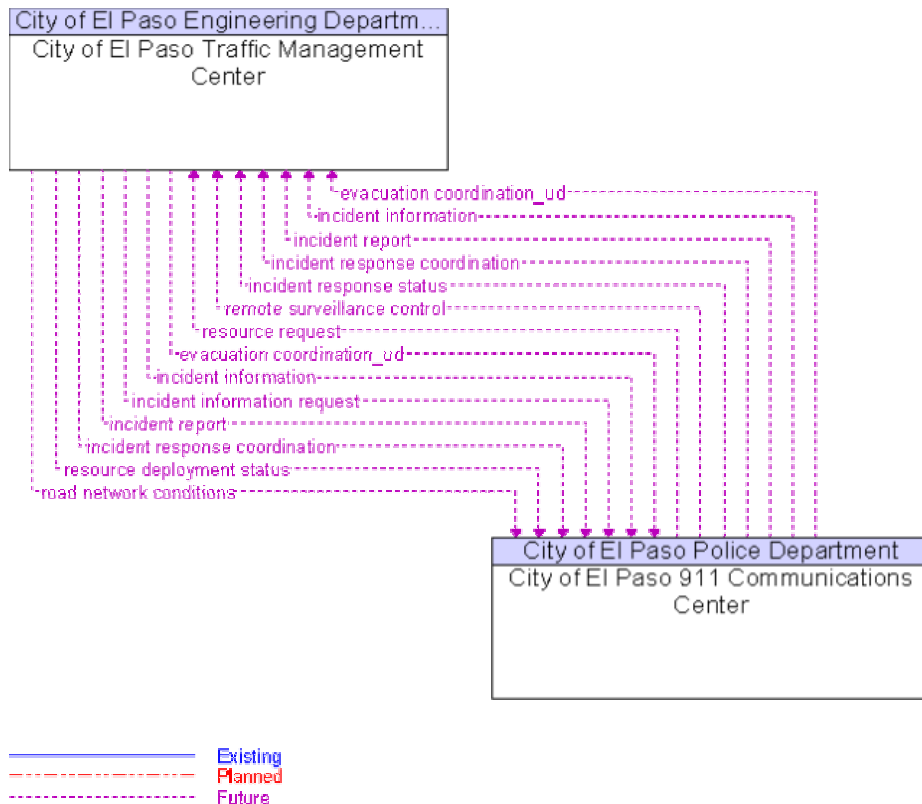 City of El Paso Engineering Departm...
City of El Paso Traffic Management
Center
evacuation coordination_ud
incident information
incident report
incident response coordination
incident response status
remote surveillance control
resource request
evacuation coordination_ud
incident information
incident information request
incident report
incident response coordination
resource deployment status
road network conditions
City of El Paso Police Department
City of El Paso 911 Communications
Center
Existing
Planned
Future